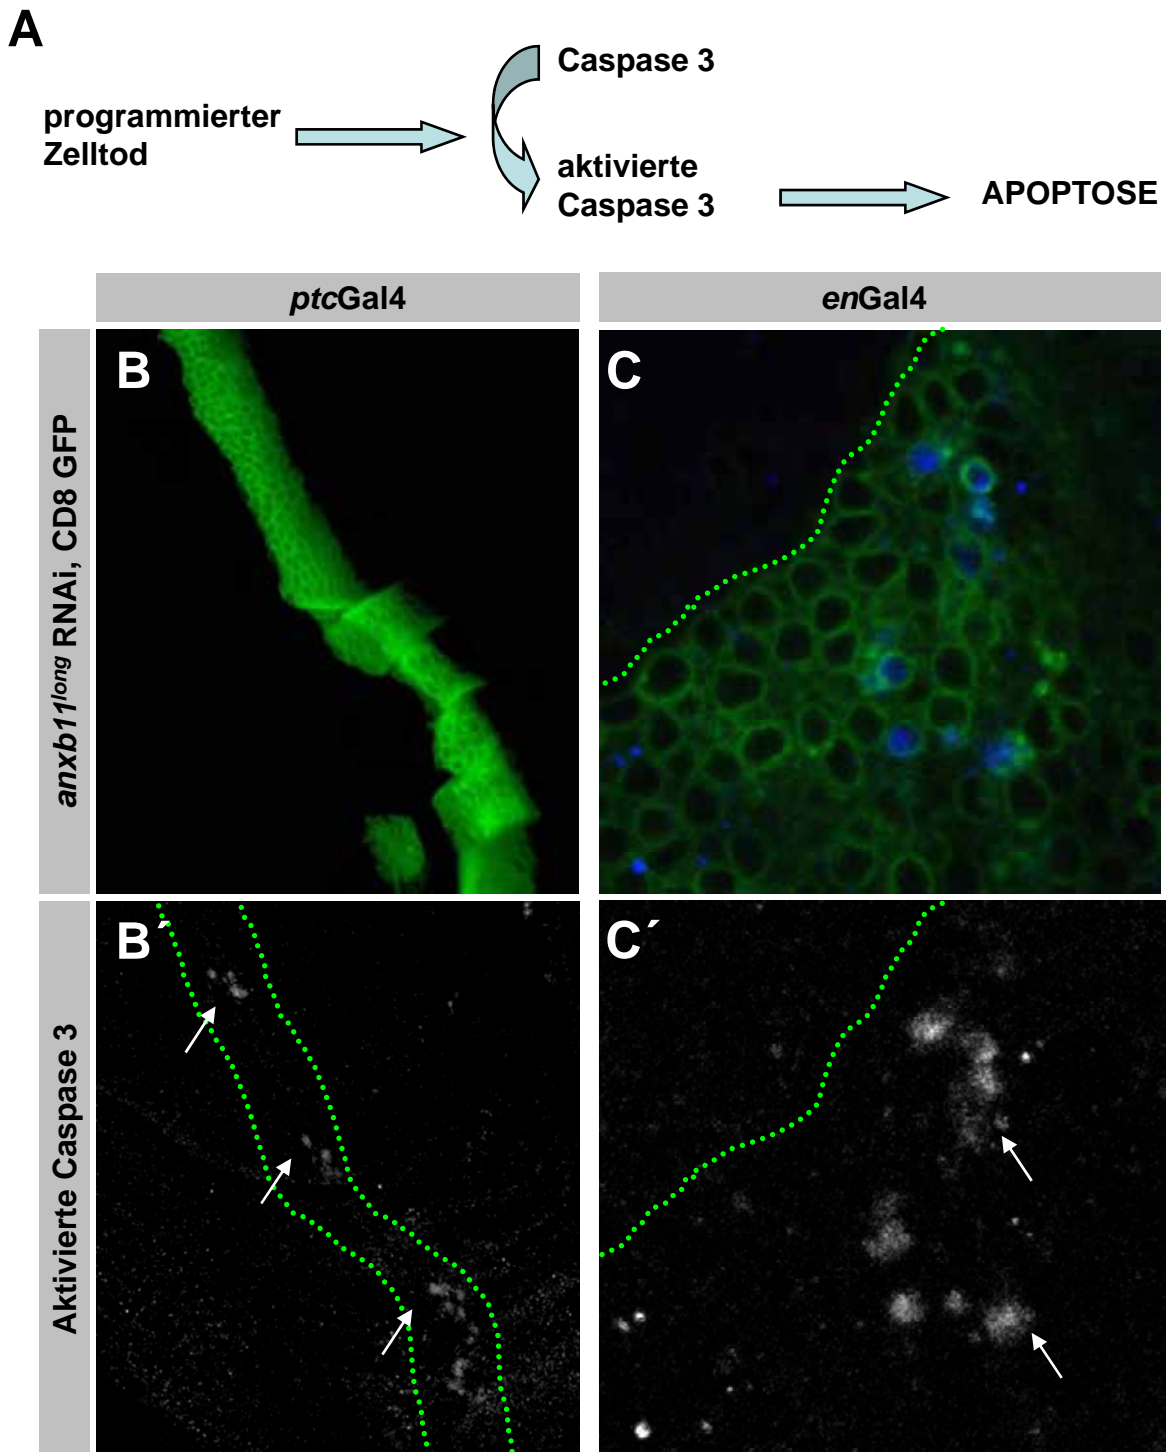 A
programmierter
Zelltod
Caspase 3
aktivierte
Caspase 3
APOPTOSE
ptcGal4
enGal4
anxb11long RNAi, CD8 GFP
B
C
Aktivierte Caspase 3
B´
C´